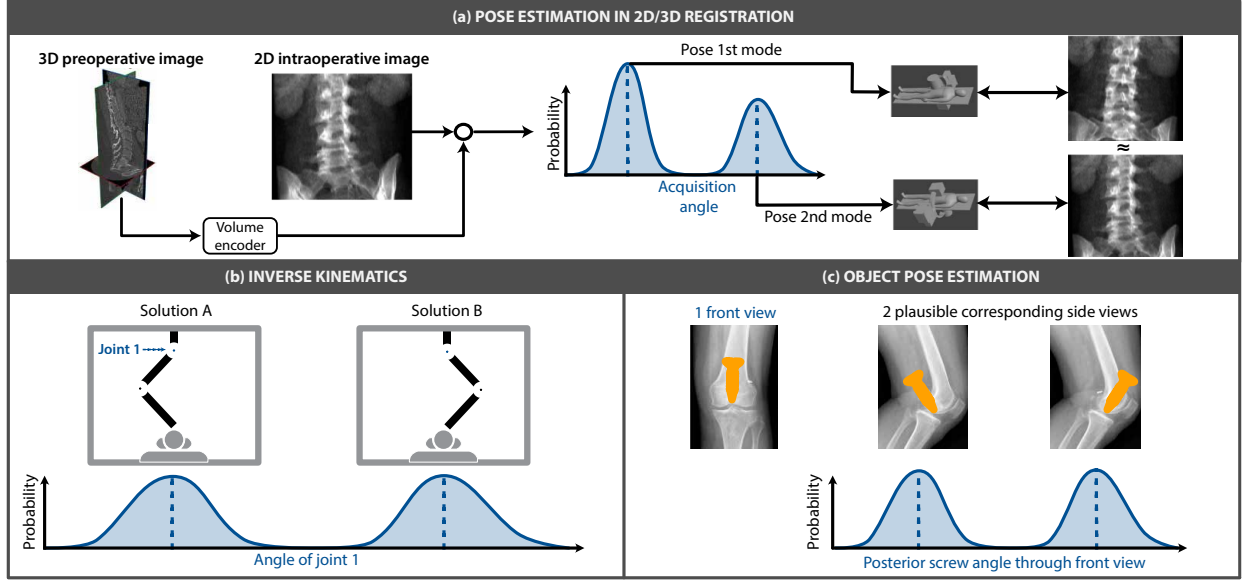 (a) POSE ESTIMATION IN 2D/3D REGISTRATION
3D preoperative image
2D intraoperative image
Volume
encoder
Probability
Acquisition
angle
Pose 1st mode
Pose 2nd mode
≈
(b) INVERSE KINEMATICS
Solution A
Solution B
Joint 1
Probability
Angle of joint 1
(c) OBJECT POSE ESTIMATION
1 front view
2 plausible corresponding side views
Probability
Posterior screw angle through front view